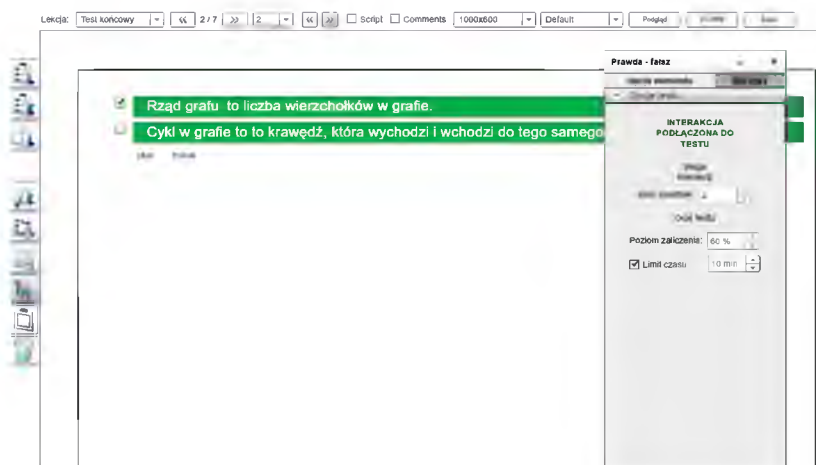 Lekcja: Test końcowy 2 / 7 2 Script Comments 1000x600 Default Podgląd
Prawda - fałsz
Rząd grafu to liczba wierzchołków w grafie.
Cykl w grafie to to krawędź, która wychodzi i wchodzi do tego samego
INTERAKCJA
PODŁĄCZONA DO
TESTU
Poziom zaliczenia: 60 %
Limit czasu 10 min